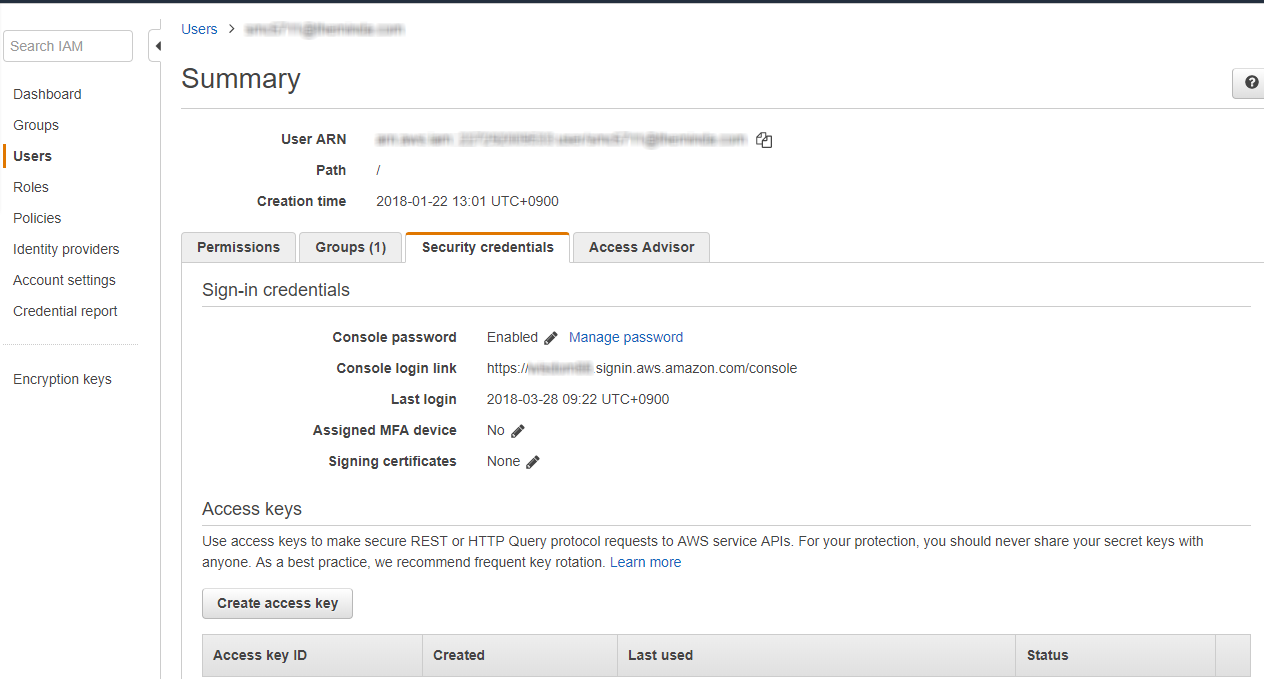 Users >
Search IAM
Summary
Dashboard
Groups
Users
Roles
Policies
Identity providers
Account settings
Credential report
Encryption keys
?
User ARN
Path /
Creation time 2018-01-22 13:01 UTC+0900
Permissions Groups (1) Security credentials Access Advisor
Sign-in credentials
Console password Enabled Manage password
Console login link https:// .signin.aws.amazon.com/console
Last login 2018-03-28 09:22 UTC+0900
Assigned MFA device No
Signing certificates None
Access keys
Use access keys to make secure REST or HTTP Query protocol requests to AWS service APIs. For your protection, you should never share your secret keys with
anyone. As a best practice, we recommend frequent key rotation. Learn more
Create access key
Access key ID Created Last used Status